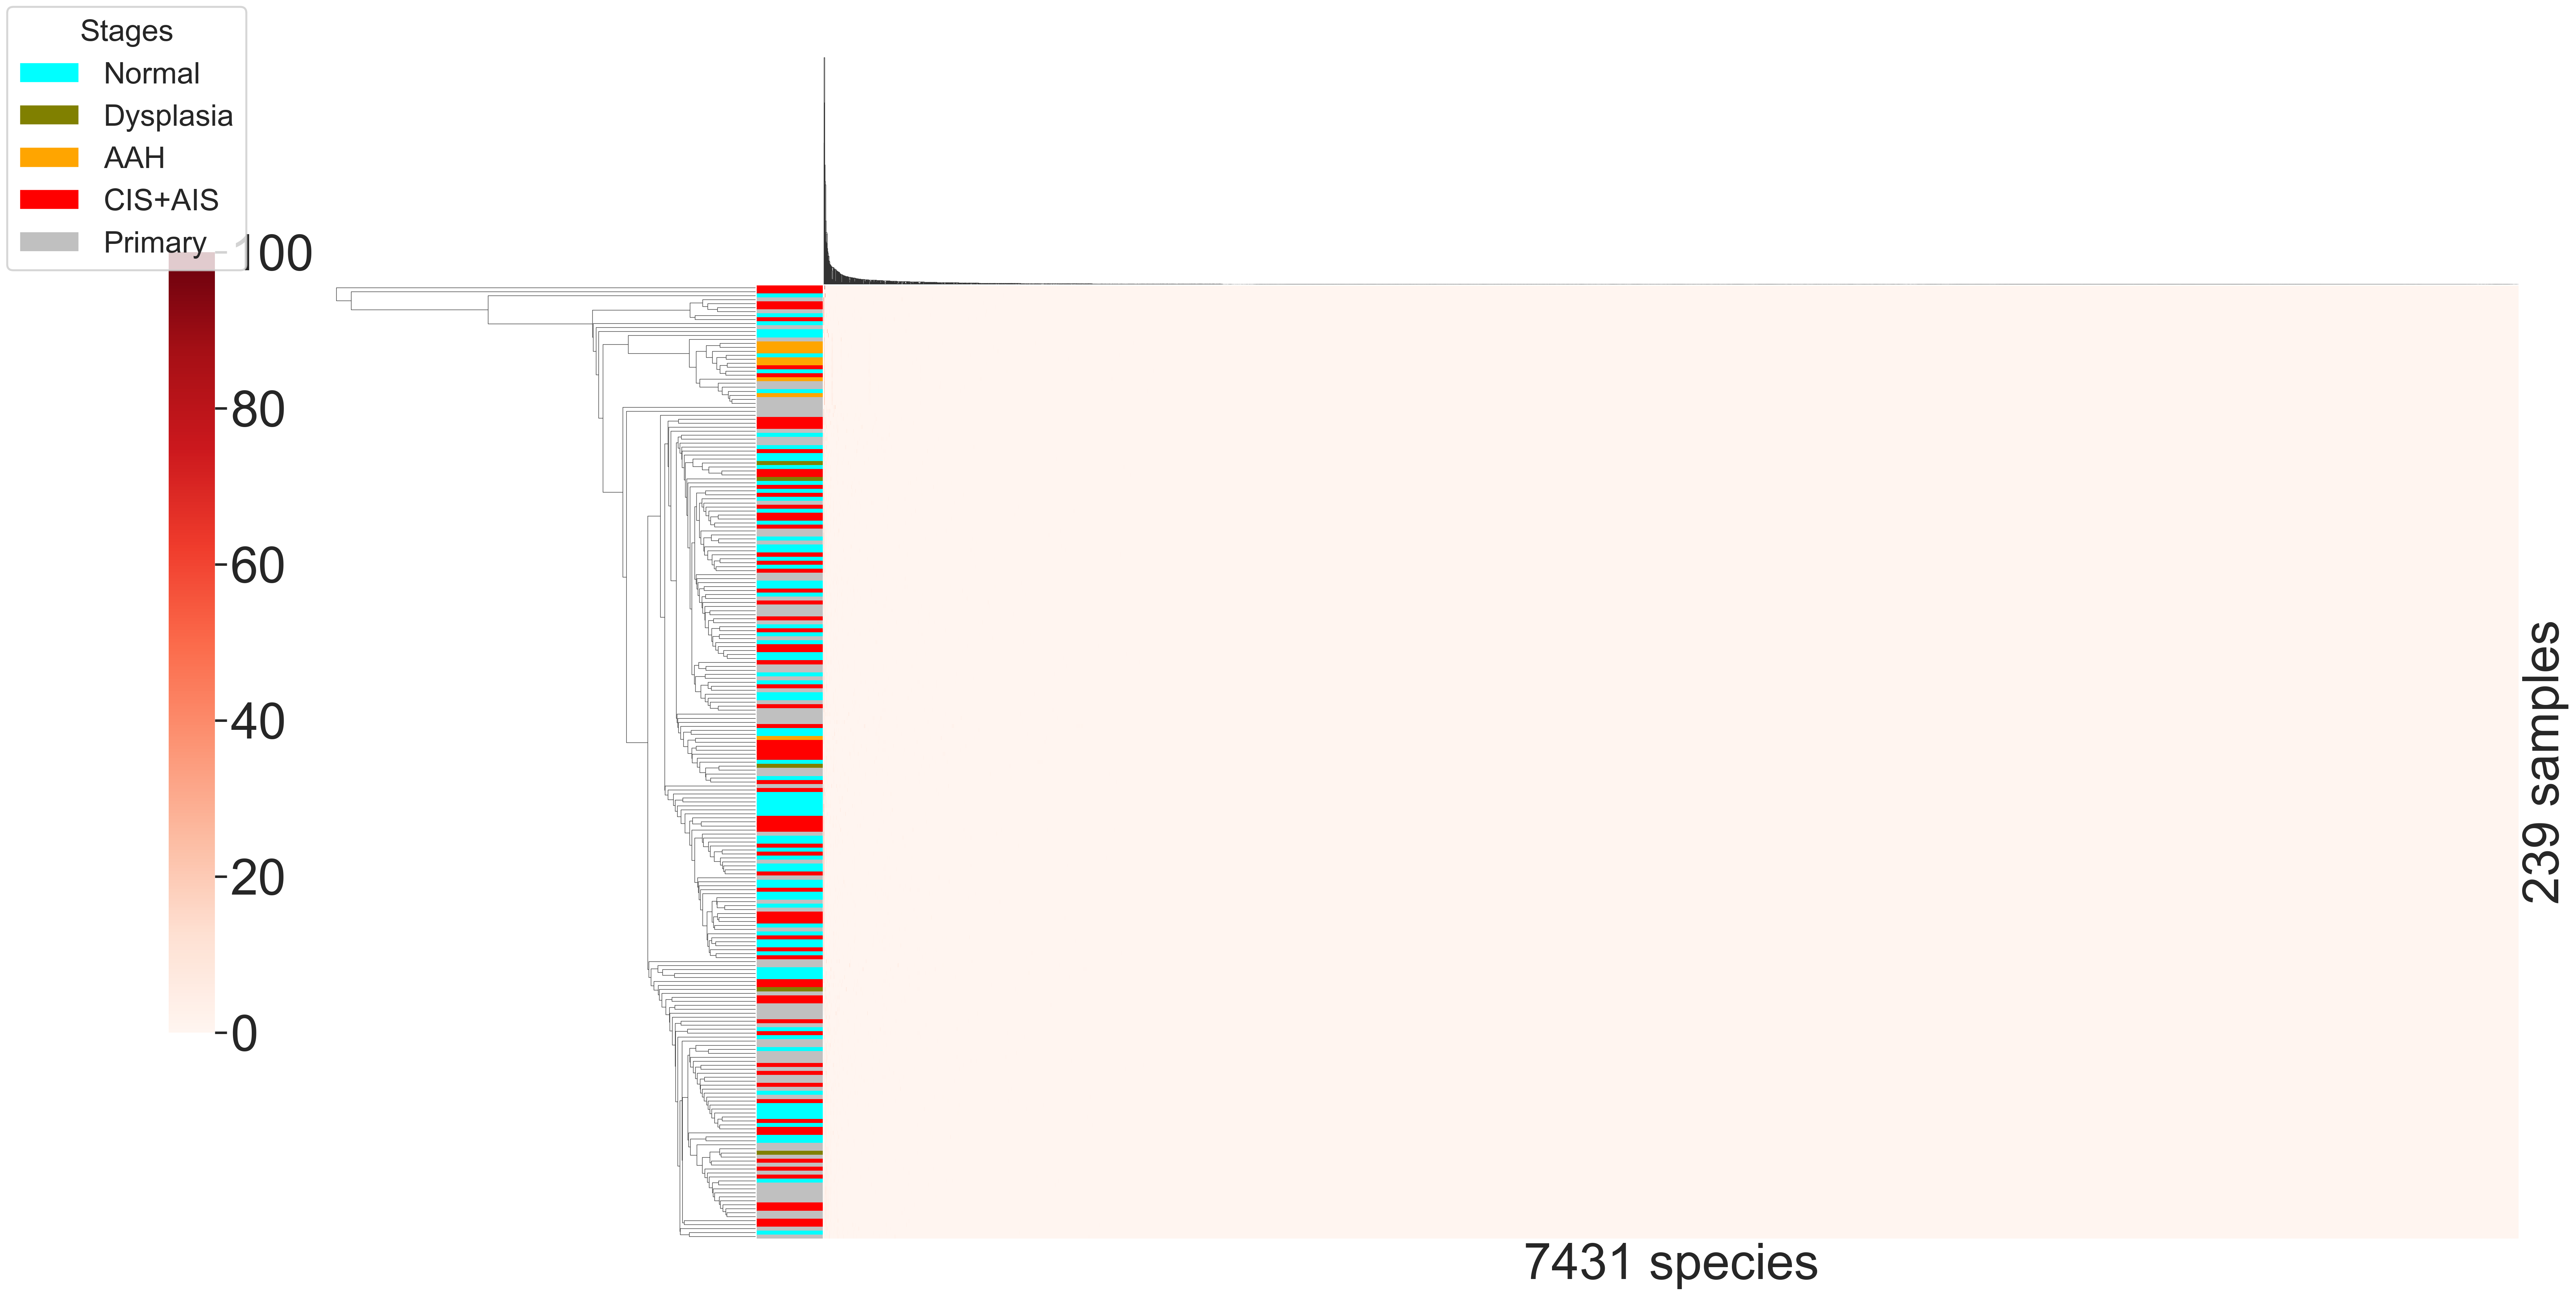 Stages
Normal
Dysplasia
AAH
CIS+AIS
Primary
100
80
60
40
20
0
239 samples
7431 species